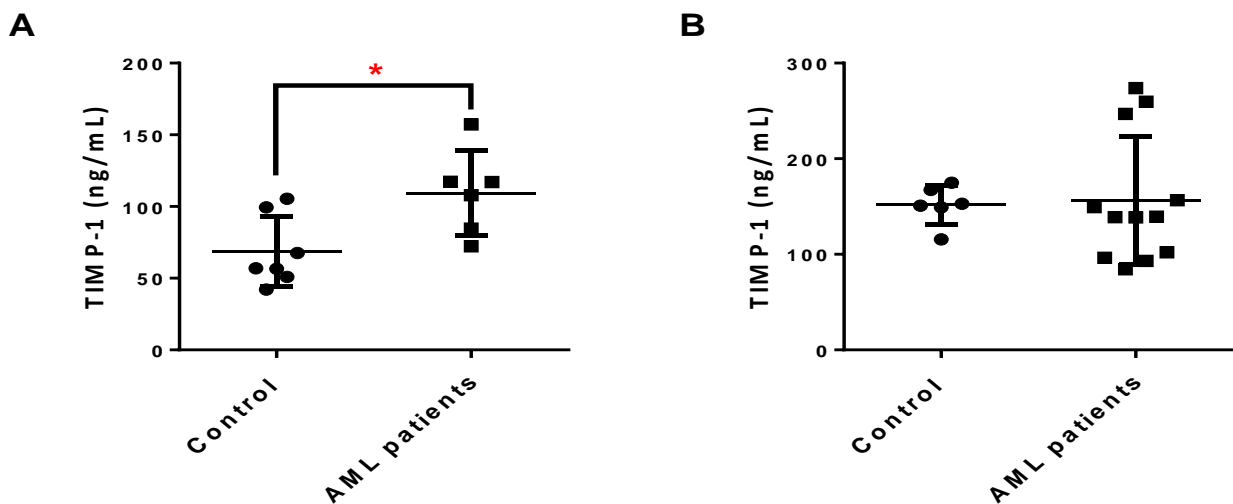 A
TIMP-1 (ng/mL)
200
150
100
50
0
*
Control
AML patients
B
TIMP-1 (ng/mL)
300
200
100
0
Control
AML patients